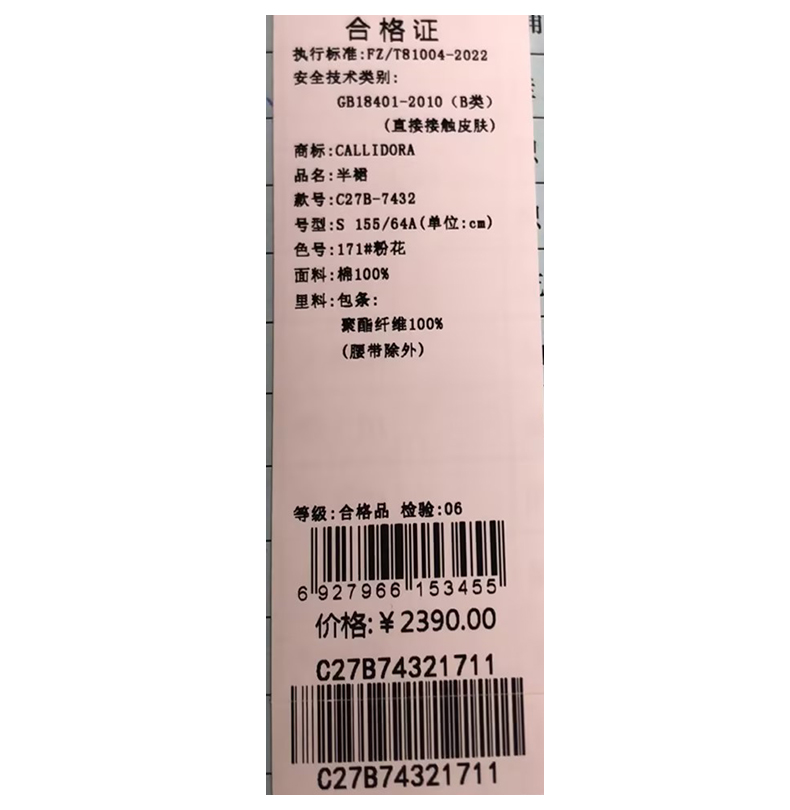 合格证
执行标准:FZ/T81004-2022
安全技术类别:
GB18401-2010（B类）
(直接接触皮肤)
商标:CALLIDORA
品名:半裙
款号:C27B-7432
号型:S 155/64A(单位:cm)
色号:171#粉花
面料:棉100%
里料:包条:
聚酯纤维100%
(腰带除外)
等级:合格品 检验:06
6 927966 153455
价格:￥2390.00
C27B74321711
C27B74321711